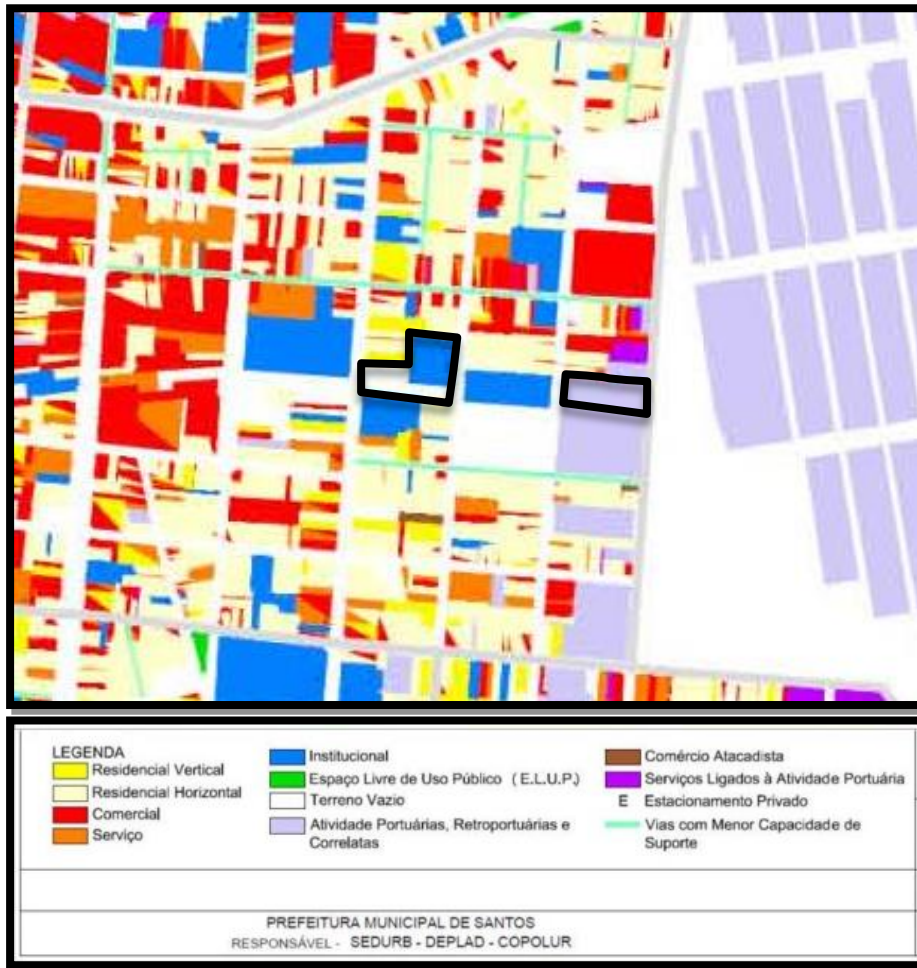 LEGENDA
Residencial Vertical
Residencial Horizontal
Comercial
Serviço
Institucional
Espaço Livre de Uso Público ( E.L.U.P.)
Terreno Vazio
Atividade Portuárias, Retroportuárias e
Correlatas
Comércio Atacadista
Serviços Ligados à Atividade Portuária
E Estacionamento Privado
Vias com Menor Capacidade de
Suporte
PREFEITURA MUNICIPAL DE SANTOS
RESPONSÁVEL - SEDURB - DEPLAD - COPOLUR